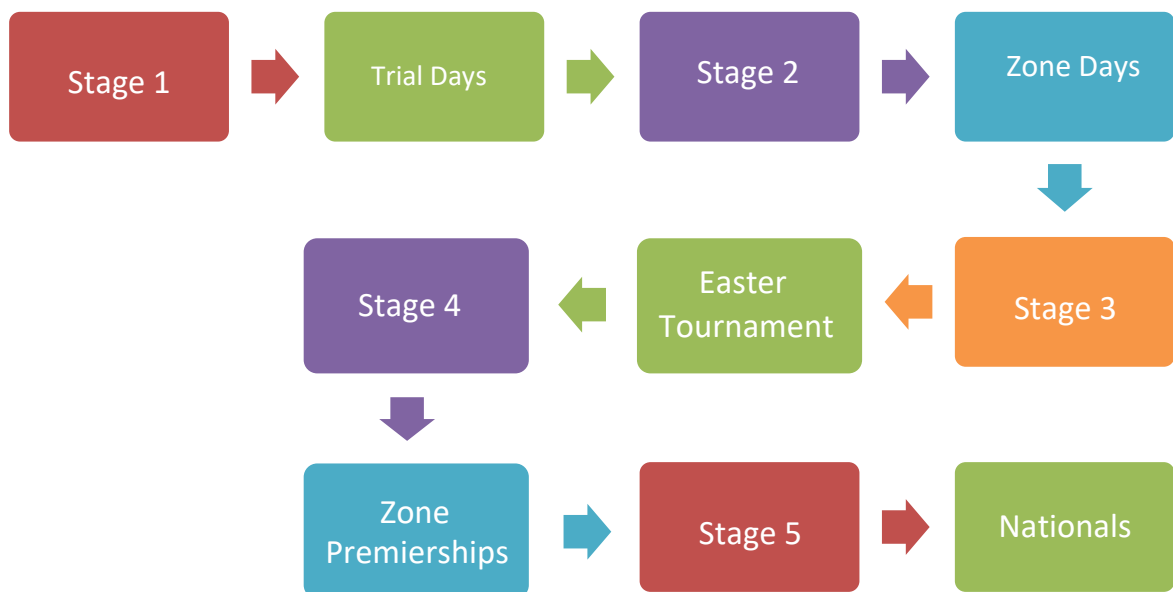 Stage 1
Trial Days
Stage 2
Zone Days
Stage 3
Easter
Tournament
Stage 4
Zone
Premierships
Stage 5
Nationals